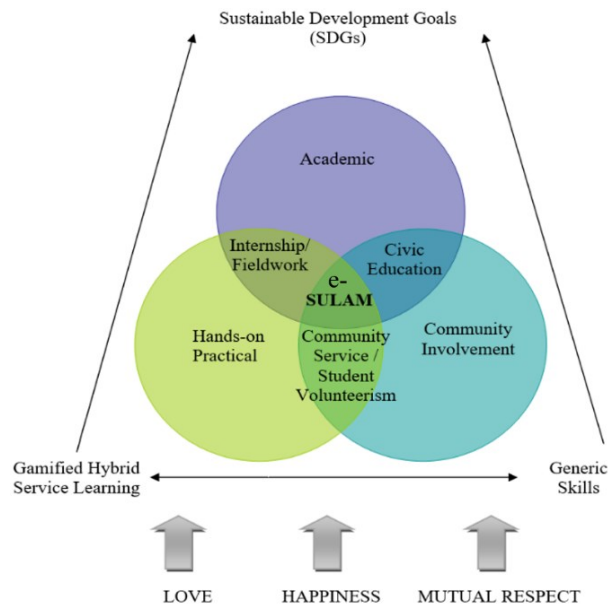 Sustainable Development Goals
(SDGs)
Academic
Internship/
Fieldwork
Civic
Education
e-
SULAM
Hands-on
Practical
Community
Service /
Student
Volunteerism
Community
Involvement
Gamified Hybrid
Service Learning
Generic
Skills
LOVE
HAPPINESS
MUTUAL RESPECT